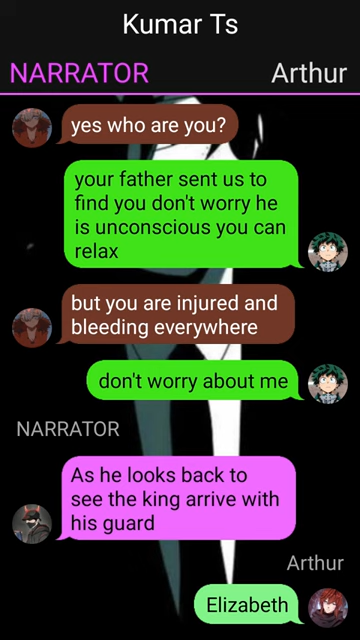 Kumar Ts
NARRATOR Arthur
yes who are you?
your father sent us to
find you don't worry he
is unconscious you can
relax
but you are injured and
bleeding everywhere
don't worry about me
NARRATOR
As he looks back to
see the king arrive with
his guard
Arthur
Elizabeth